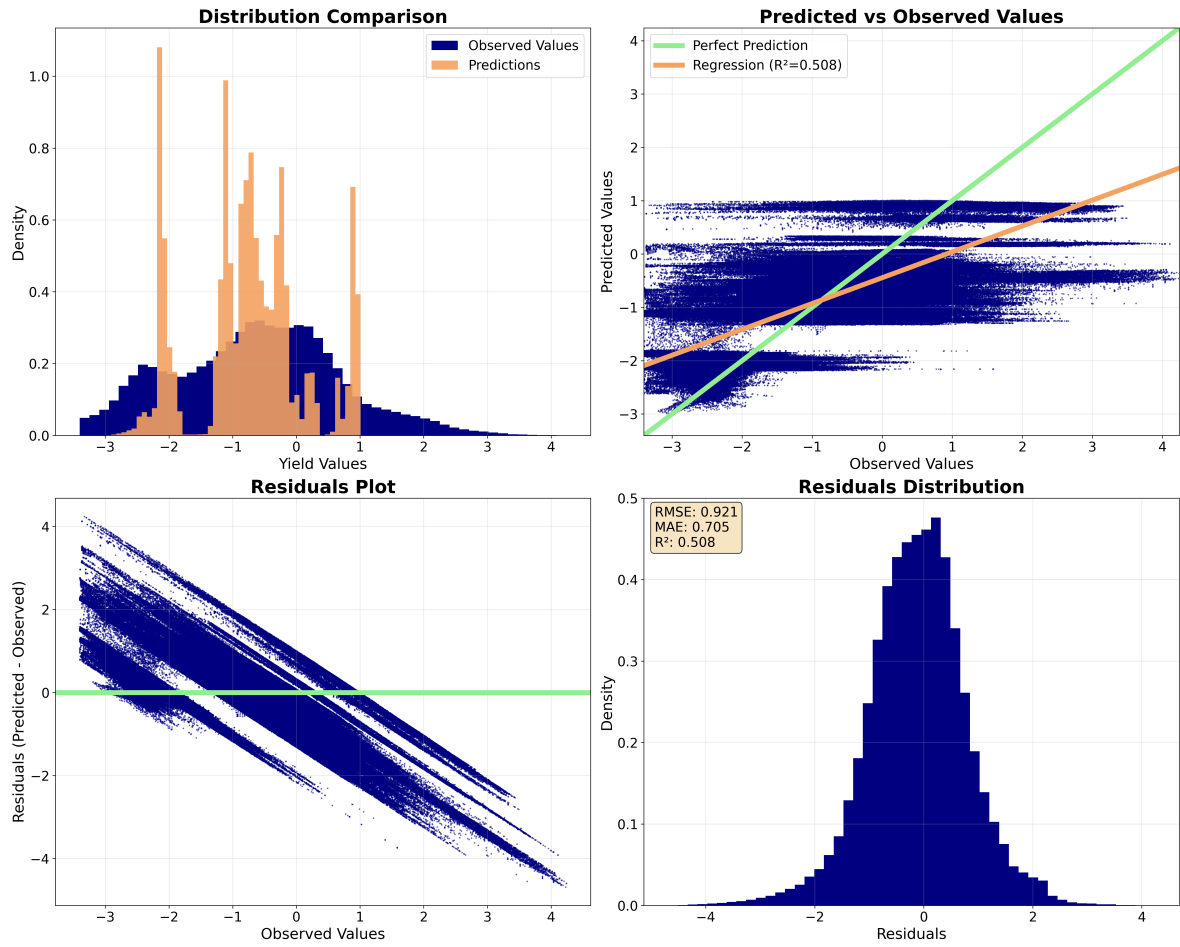 Distribution Comparison
Observed Values
Predictions
Density
0.0
0.2
0.4
0.6
0.8
1.0
−3
−2
−1
0
1
2
3
4
Yield Values
Predicted vs Observed Values
Perfect Prediction
Regression (R²=0.508)
Predicted Values
4
3
2
1
0
−1
−2
−3
−3
−2
−1
0
1
2
3
4
Observed Values
Residuals Plot
Residuals (Predicted - Observed)
4
2
0
−2
−4
−3
−2
−1
0
1
2
3
4
Observed Values
Residuals Distribution
RMSE: 0.921
MAE: 0.705
R²: 0.508
Density
0.5
0.4
0.3
0.2
0.1
0.0
−4
−2
0
2
4
Residuals